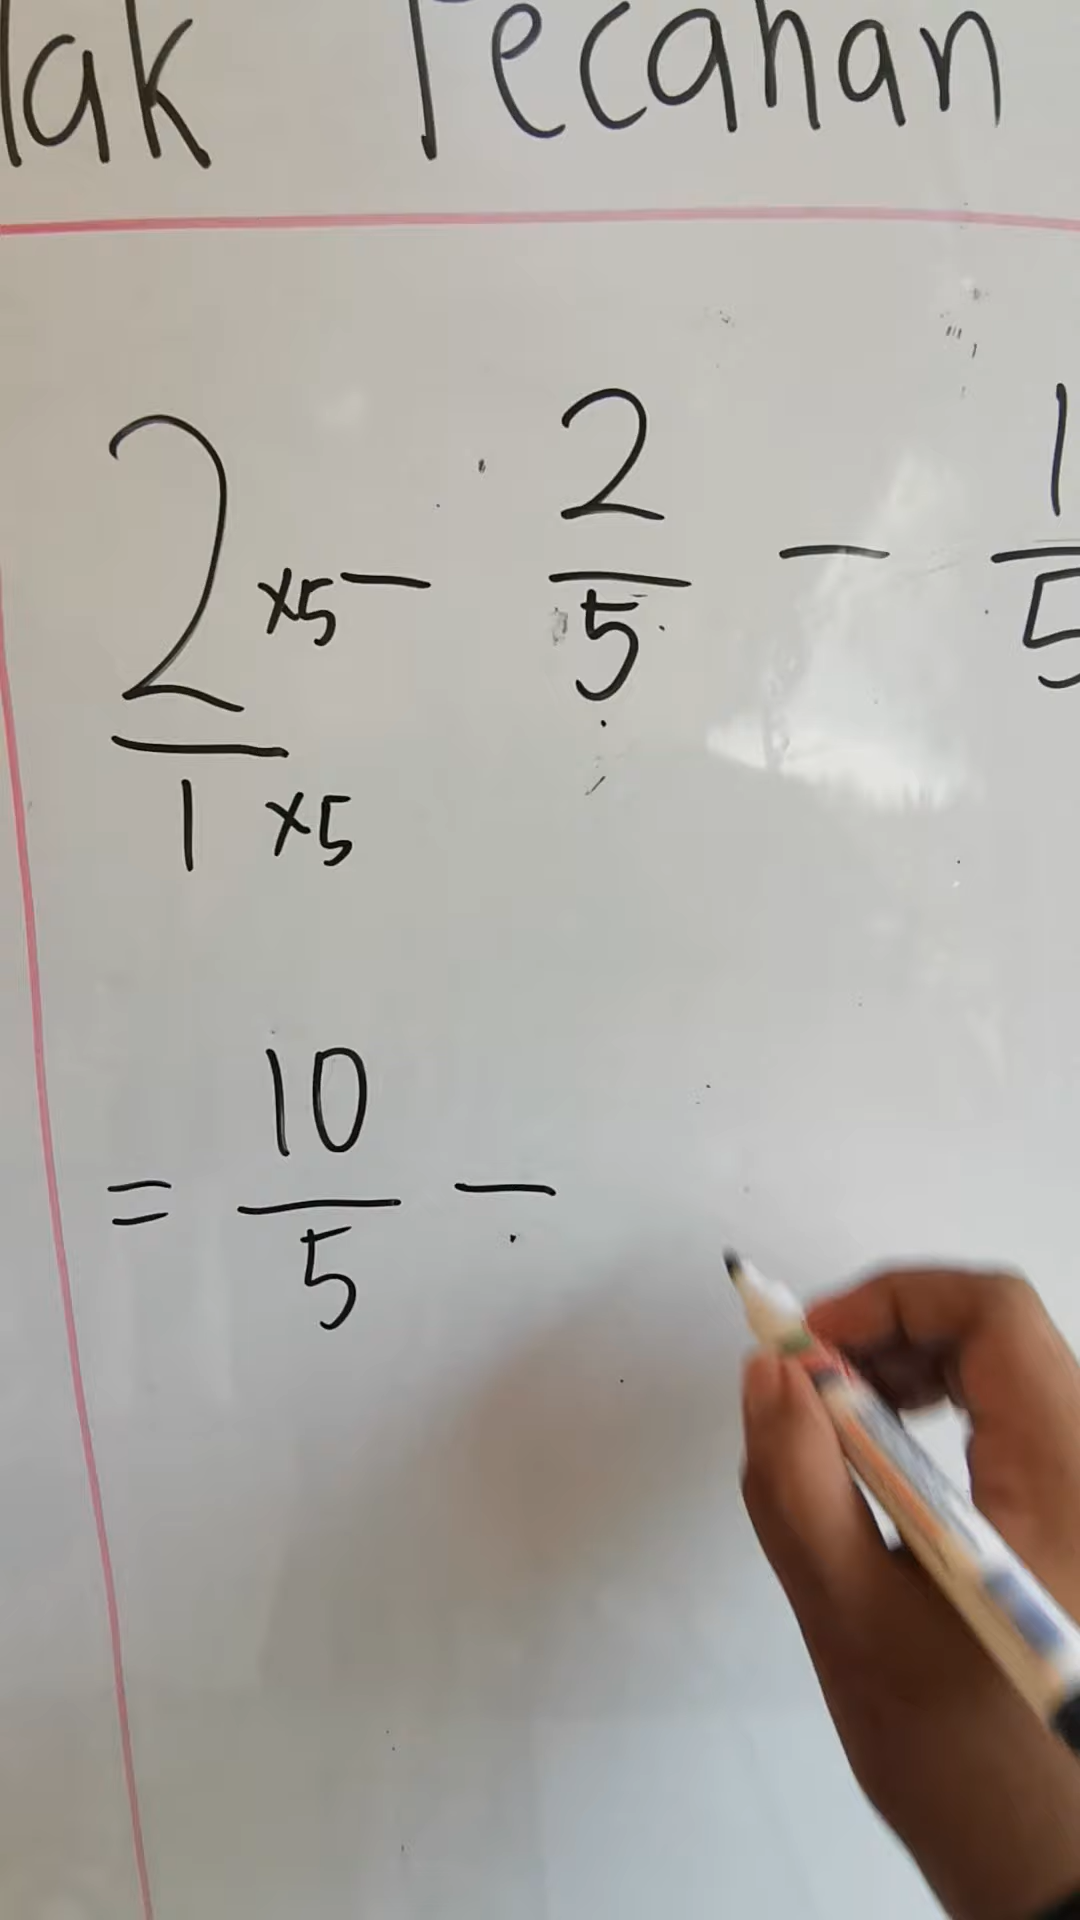 lak Pecahan
2/1 ×5/×5 − 2/5 − 1/5
= 10/5 −